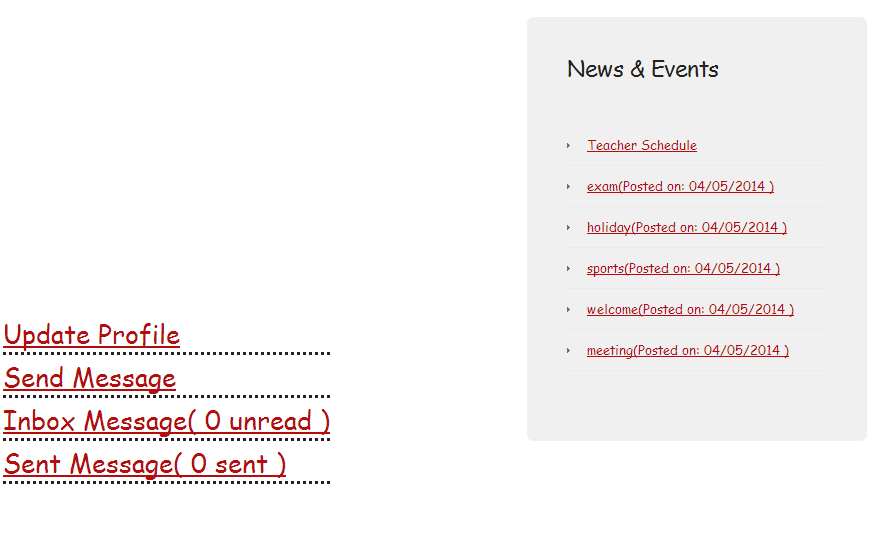 News & Events
Teacher Schedule
exam(Posted on: 04/05/2014 )
holiday(Posted on: 04/05/2014 )
sports(Posted on: 04/05/2014 )
welcome(Posted on: 04/05/2014 )
meeting(Posted on: 04/05/2014 )
Update Profile
Send Message
Inbox Message( 0 unread )
Sent Message( 0 sent )